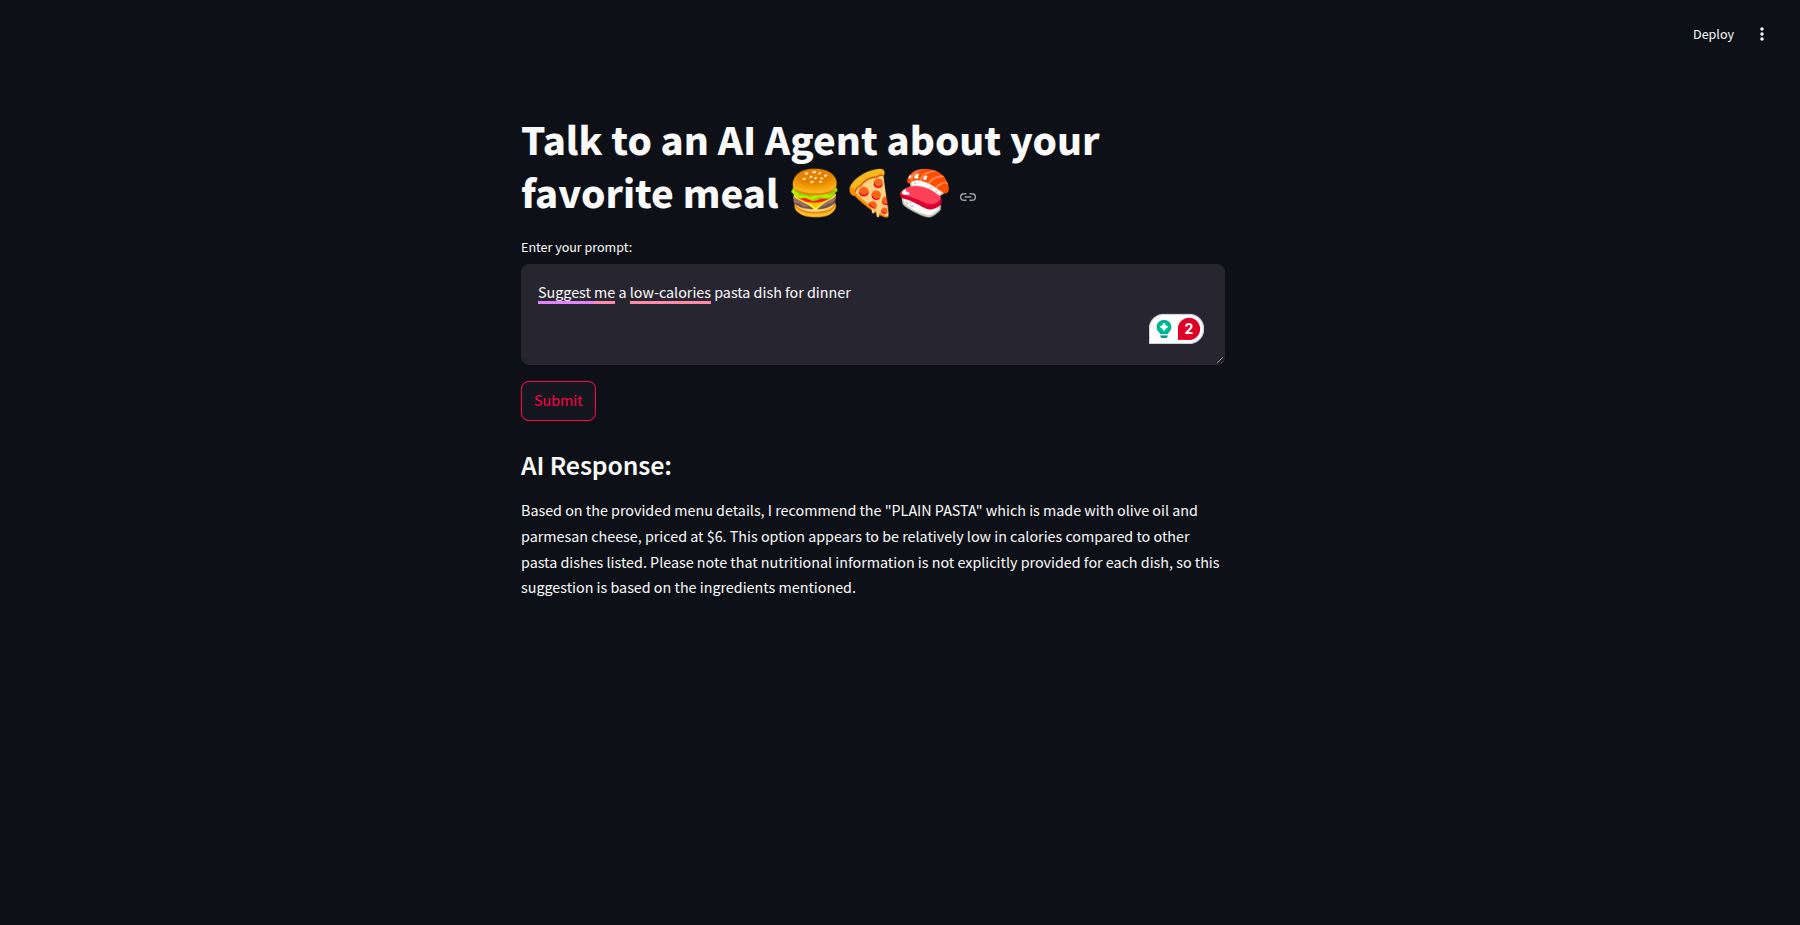 Deploy
Talk to an AI Agent about your
favorite meal 🍔🍕🍣
Enter your prompt:
Suggest me a low-calories pasta dish for dinner
2
Submit
AI Response:
Based on the provided menu details, I recommend the "PLAIN PASTA" which is made with olive oil and
parmesan cheese, priced at $6. This option appears to be relatively low in calories compared to other
pasta dishes listed. Please note that nutritional information is not explicitly provided for each dish, so this
suggestion is based on the ingredients mentioned.